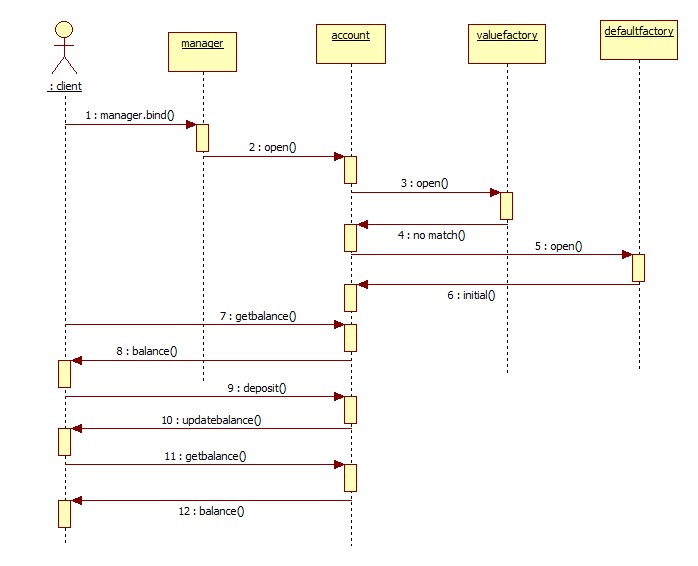 manager
account
valuefactory
defaultfactory
: client
1 : manager.bind()
2 : open()
3 : open()
4 : no match()
5 : open()
6 : initial()
7 : getbalance()
8 : balance()
9 : deposit()
10 : updatebalance()
11 : getbalance()
12 : balance()